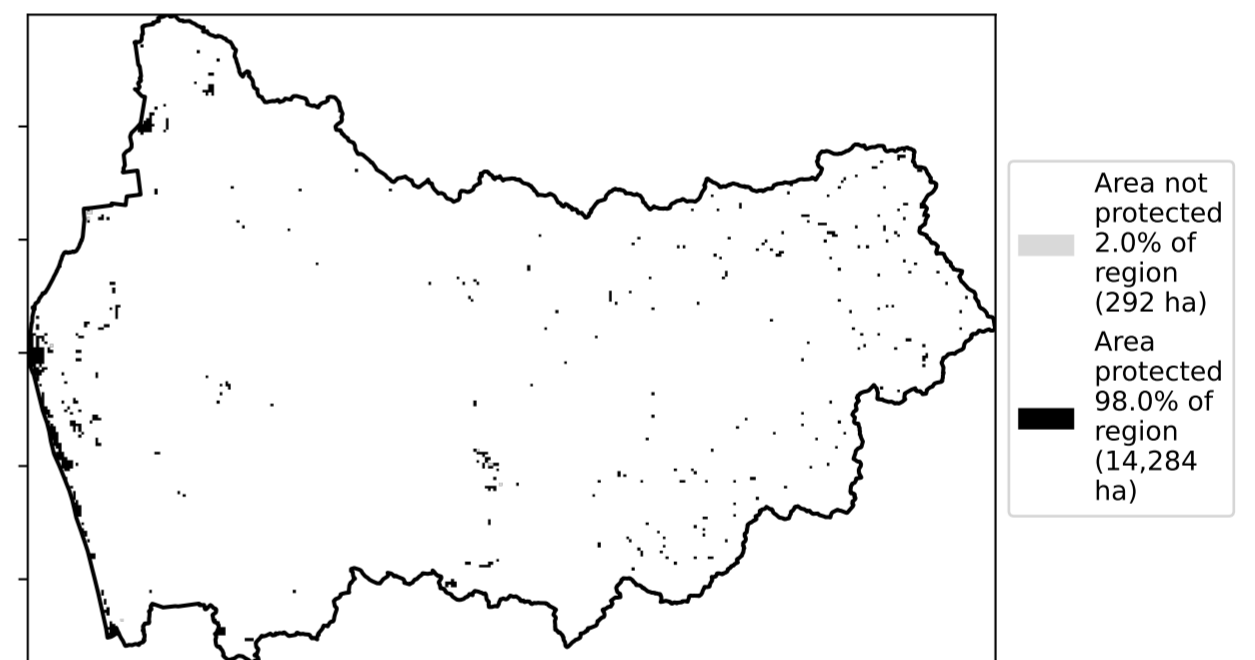 Area not
protected
2.0% of
region
(292 ha)
Area
protected
98.0% of
region
(14,284
ha)